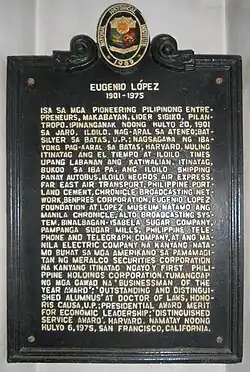 1985
EUGENIO LÓPEZ
1901-1975
ISA SA MGA PIONEERING PILIPINONG ENTRE-
PRENEURS, MAKABAYAN, LIDER SIBIKO, PILAN-
TROPO. IPINANGANAK NOONG HULYO 20, 1901
SA JARO, ILOILO. NAG-ARAL SA ATENEO, BAT-
SILYER SA BATAS, U.P.; NAGSAGAWA NG IBA-
YONG PAG-AARAL SA BATAS, HARVARD. MULING
ITINATAG ANG EL TIEMPO AT ILOILO TIMES
UPANG LABANAN ANG KATIWALIAN. ITINATAG,
BUKOD SA IBA PA, ANG ILOILO SHIPPING
PANAY AUTOBUS, ILOILO NEGROS AIR EXPRESS,
FAR EAST AIR TRANSPORT, PHILIPPINE PORT-
LAND CEMENT, CHRONICLE BROADCASTING NET-
WORK, BENPRES CORPORATION, EUGENIO LOPEZ
FOUNDATION AT LOPEZ MUSEUM. NATAMO ANG
MANILA CHRONICLE, ALTO BROADCASTING SYS-
TEM, BINALBAGAN-ISABELA SUGAR COMPANY,
PAMPANGA SUGAR MILLS, PHILIPPINE TELE-
PHONE AND TELEGRAPH COMPANY, AT ANG MA-
NILA ELECTRIC COMPANY NA KANYANG NATA-
MO BUHAT SA MGA AMERIKANO SA PAMAMAGI-
TAN NG MERALCO SECURITIES CORPORATION
NA KANYANG ITINATAG NGAYO'Y FIRST PHIL-
IPPINE HOLDINGS CORPORATION. TUMANGGAP
NG MGA GAWAD NA "BUSINESSMAN OF THE
YEAR AWARD"; "OUTSTANDING AND DISTINGUI-
SHED ALUMNUS" AT DOCTOR OF LAWS, HONO-
RIS CAUSA, U.P.; PRESIDENTIAL AWARD MERIT
FOR ECONOMIC LEADERSHIP; "DISTINGUISHED
SERVICE AWARD", HARVARD. NAMATAY NOONG
HULYO 6, 1975, SAN FRANCISCO, CALIFORNIA.